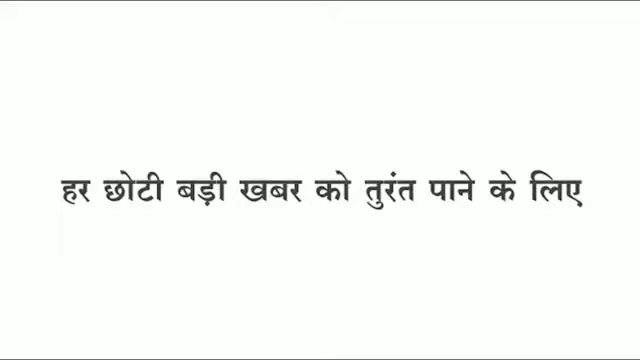 हर छोटी बड़ी खबर को तुरंत पाने के लिए